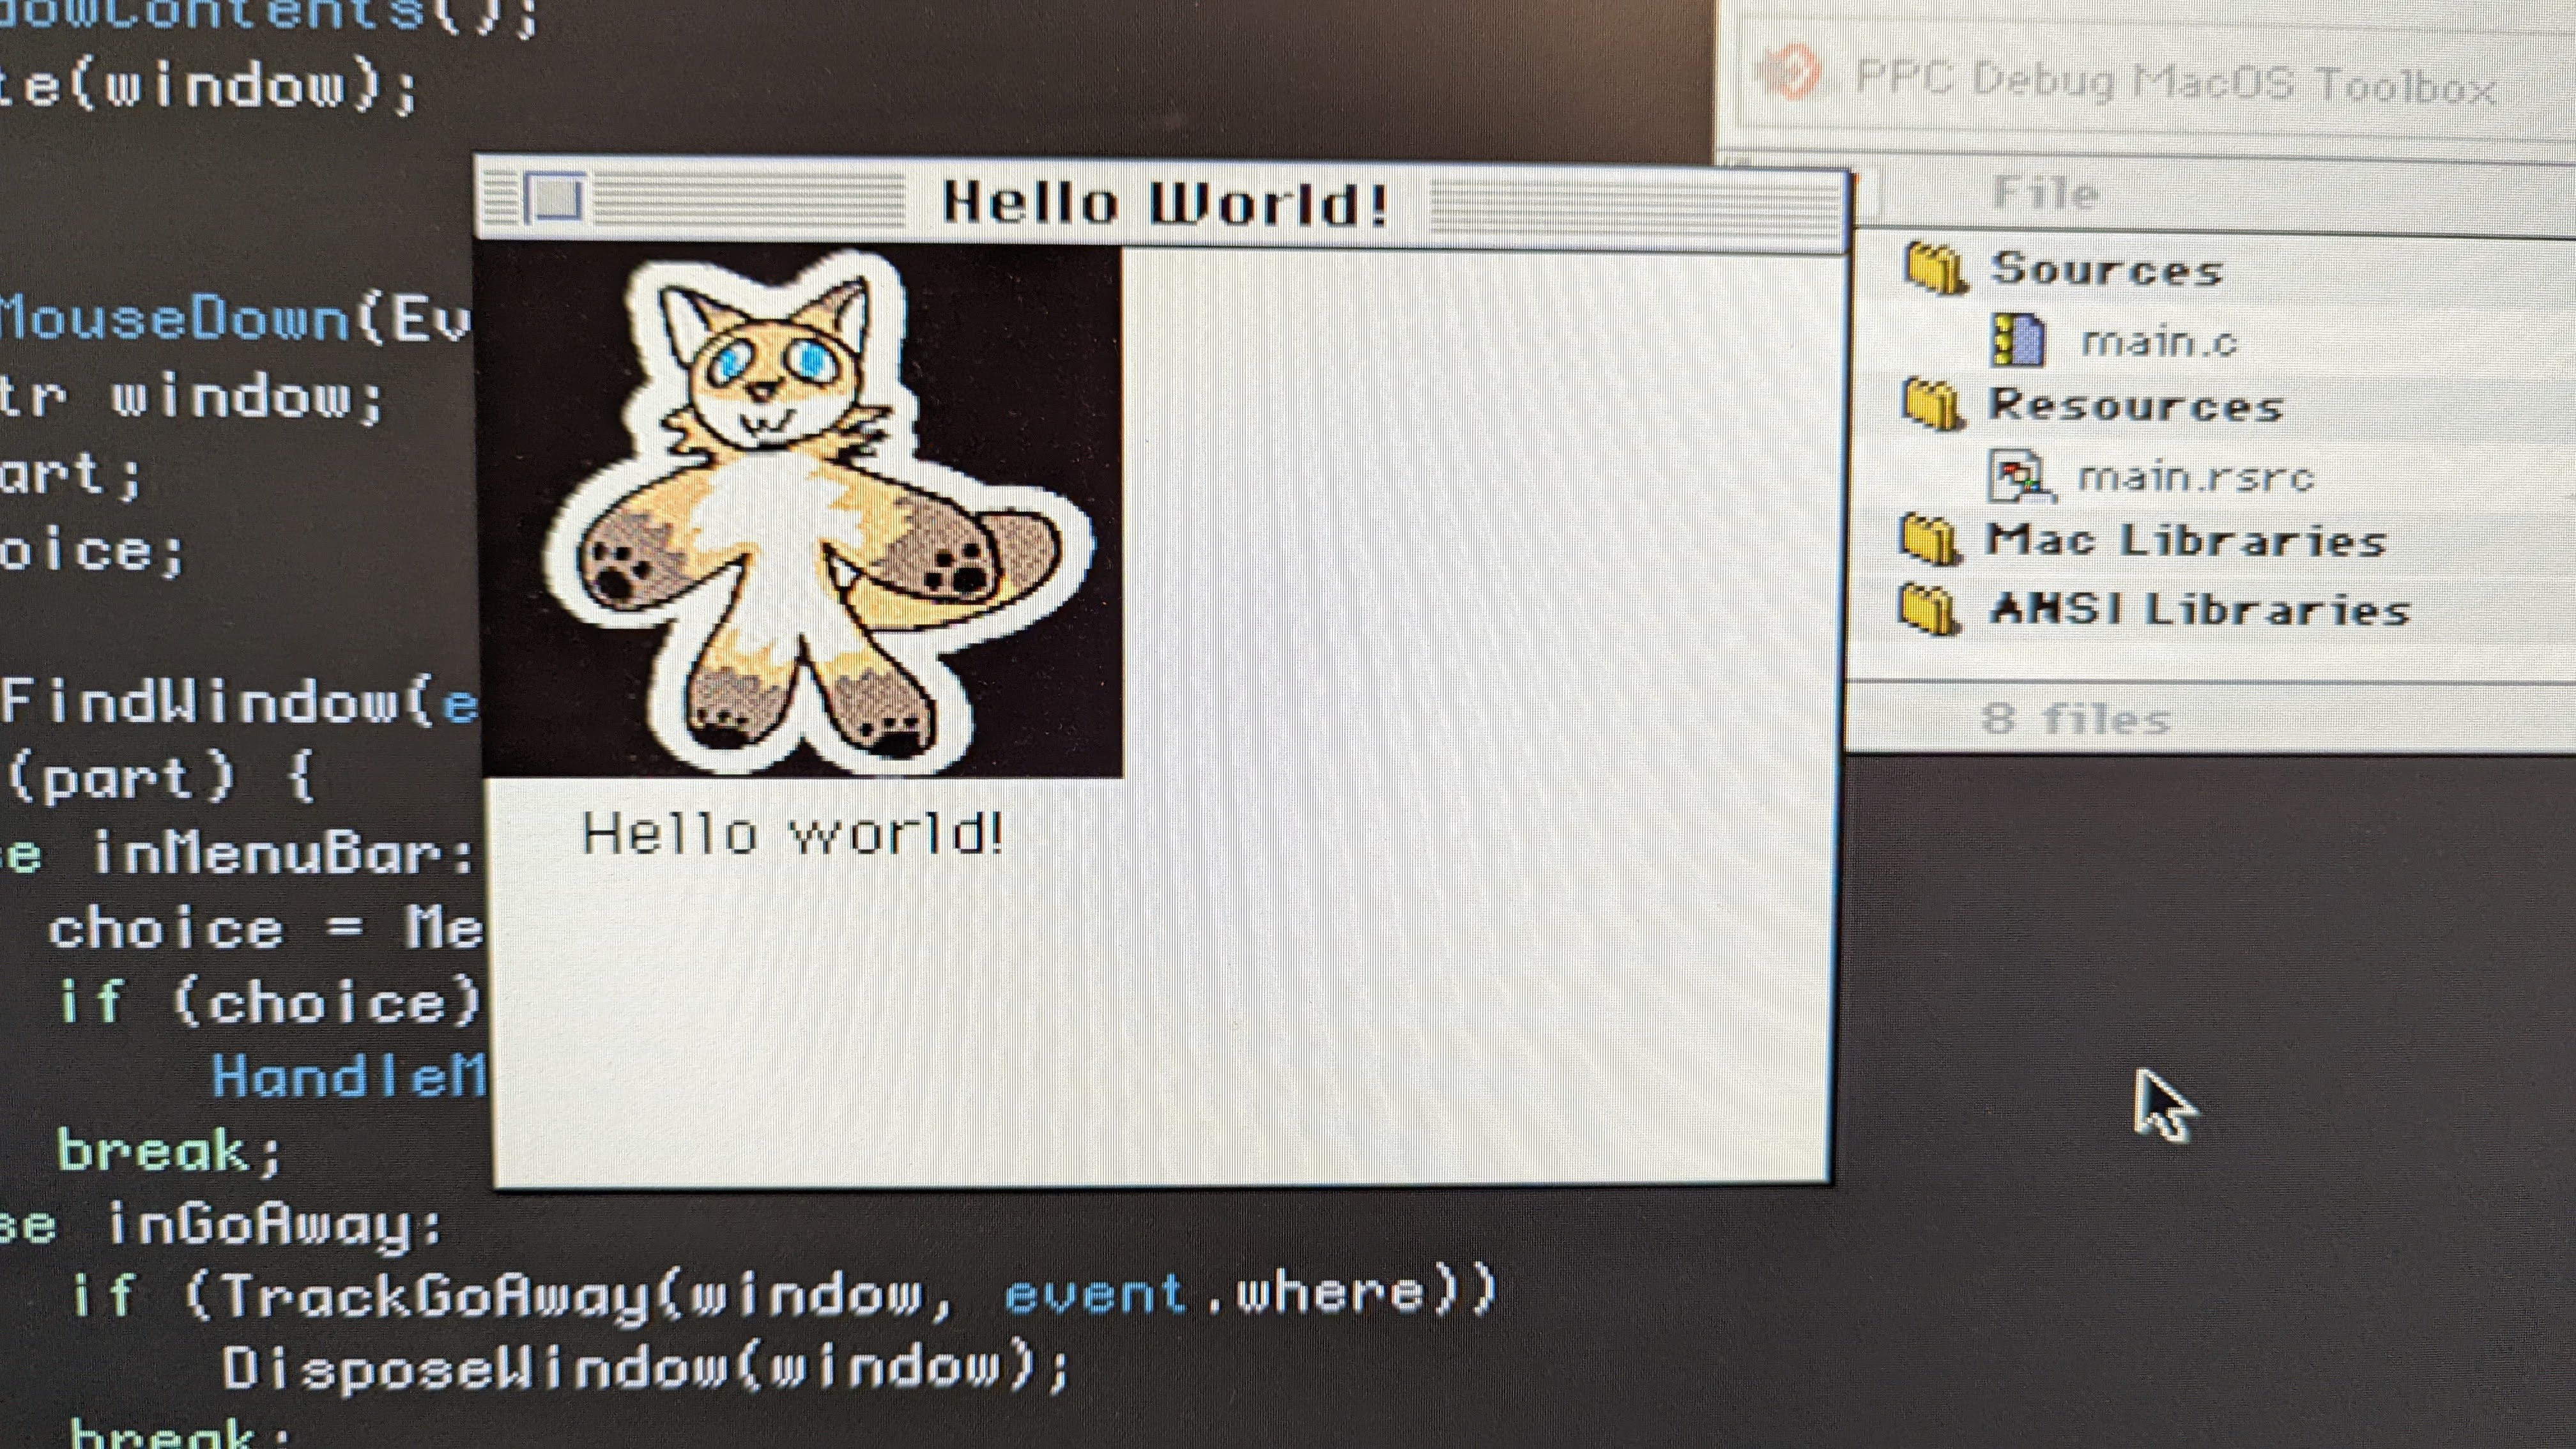 te(window);
Hello World!
MouseDown(Ev
tr window;
art;
oice;
FindWindow(e
(part) {
e inMenuBar:
choice = Me
if (choice)
HandleM
break;
se inGoAway:
if (TrackGoAway(window, event.where))
DisposeWindow(window);
break;
Hello world!
PPC Debug MacOS Toolbox
File
Sources
main.c
Resources
main.rsrc
Mac Libraries
ANSI Libraries
8 files